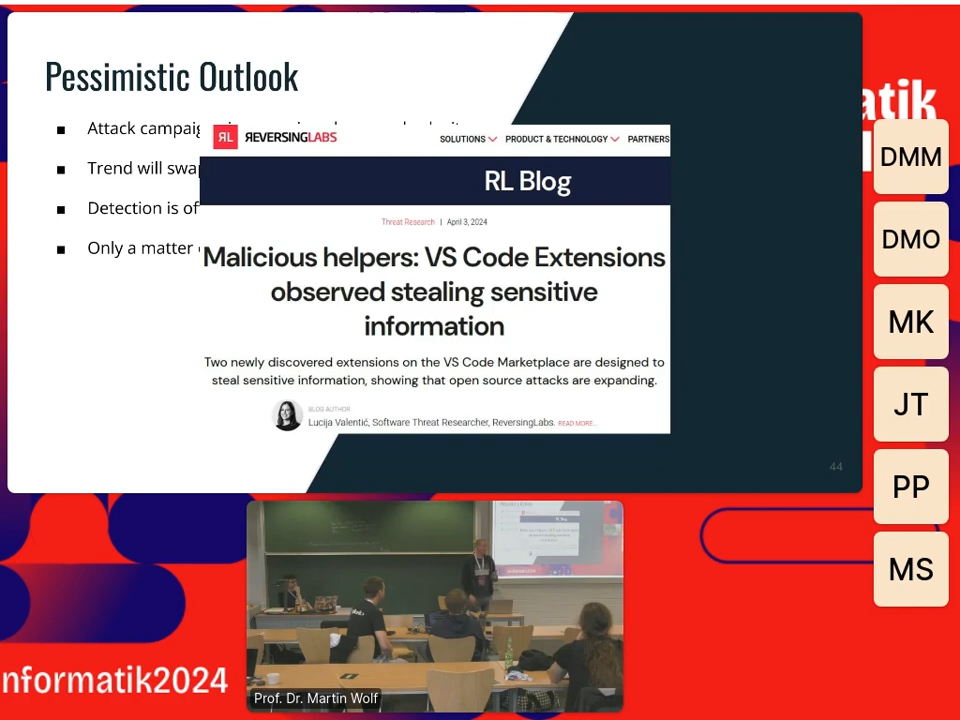 Pessimistic Outlook
Attack campaig
Trend will swa
Detection is of
Only a matter
RL REVERSINGLABS
SOLUTIONS PRODUCT & TECHNOLOGY PARTNERS
RL Blog
Threat Research | April 3, 2024
Malicious helpers: VS Code Extensions
observed stealing sensitive
information
Two newly discovered extensions on the VS Code Marketplace are designed to
steal sensitive information, showing that open source attacks are expanding.
BLOG AUTHOR
Lucija Valentić, Software Threat Researcher, ReversingLabs. READ MORE...
44
atik
DMM
DMO
MK
JT
PP
MS
nformatik2024
Prof. Dr. Martin Wolf